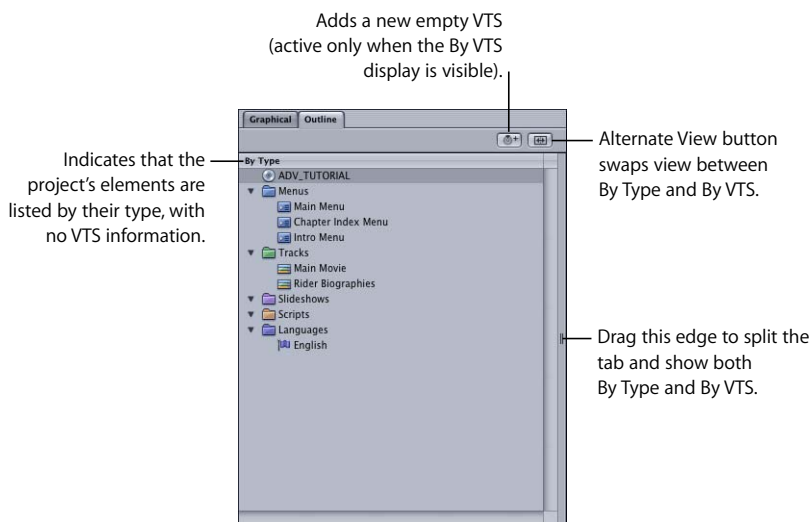 Adds a new empty VTS
(active only when the By VTS
display is visible).
Graphical
Outline
Indicates that the
project’s elements are
listed by their type, with
no VTS information.
Alternate View button
swaps view between
By Type and By VTS.
By Type
ADV_TUTORIAL
Menus
Main Menu
Chapter Index Menu
Intro Menu
Tracks
Main Movie
Rider Biographies
Slideshows
Scripts
Languages
English
Drag this edge to split the
tab and show both
By Type and By VTS.